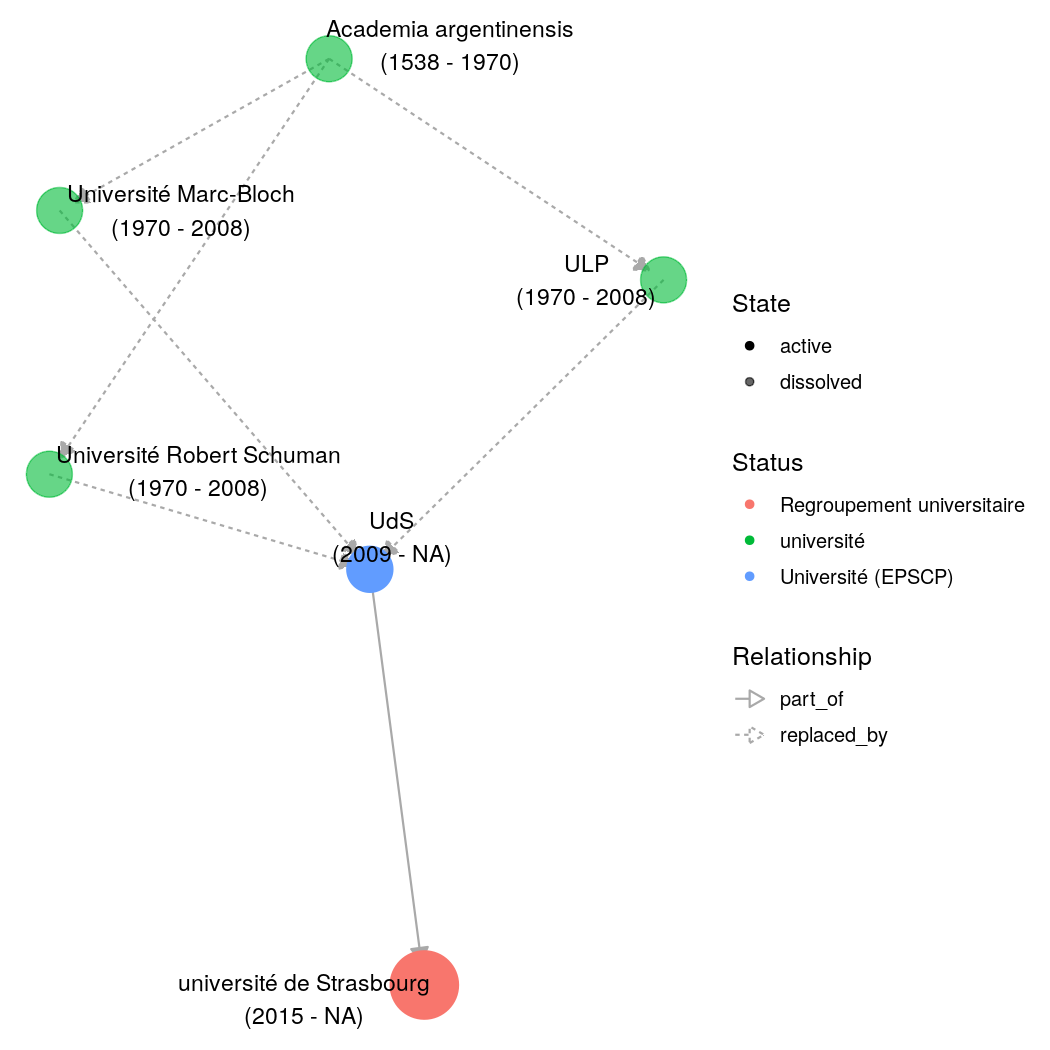 Academia argentinensis
(1538 - 1970)
Université Marc-Bloch
(1970 - 2008)
ULP
(1970 - 2008)
Université Robert Schuman
(1970 - 2008)
UdS
(2009 - NA)
université de Strasbourg
(2015 - NA)
State
active
dissolved
Status
Regroupement universitaire
université
Université (EPSCP)
Relationship
part_of
replaced_by